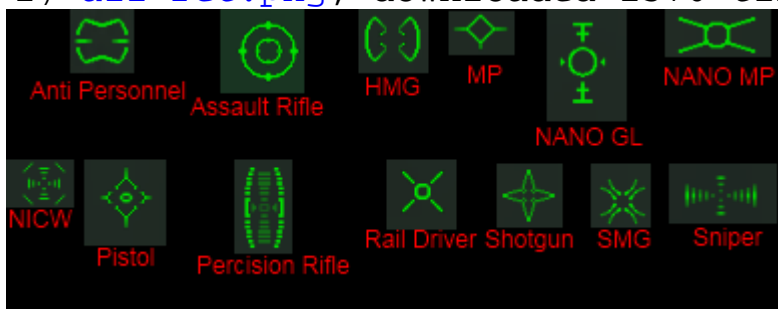 Anti Personnel
Assault Rifle
HMG
MP
NANO GL
NANO MP
NICW
Pistol
Percision Rifle
Rail Driver
Shotgun
SMG
Sniper